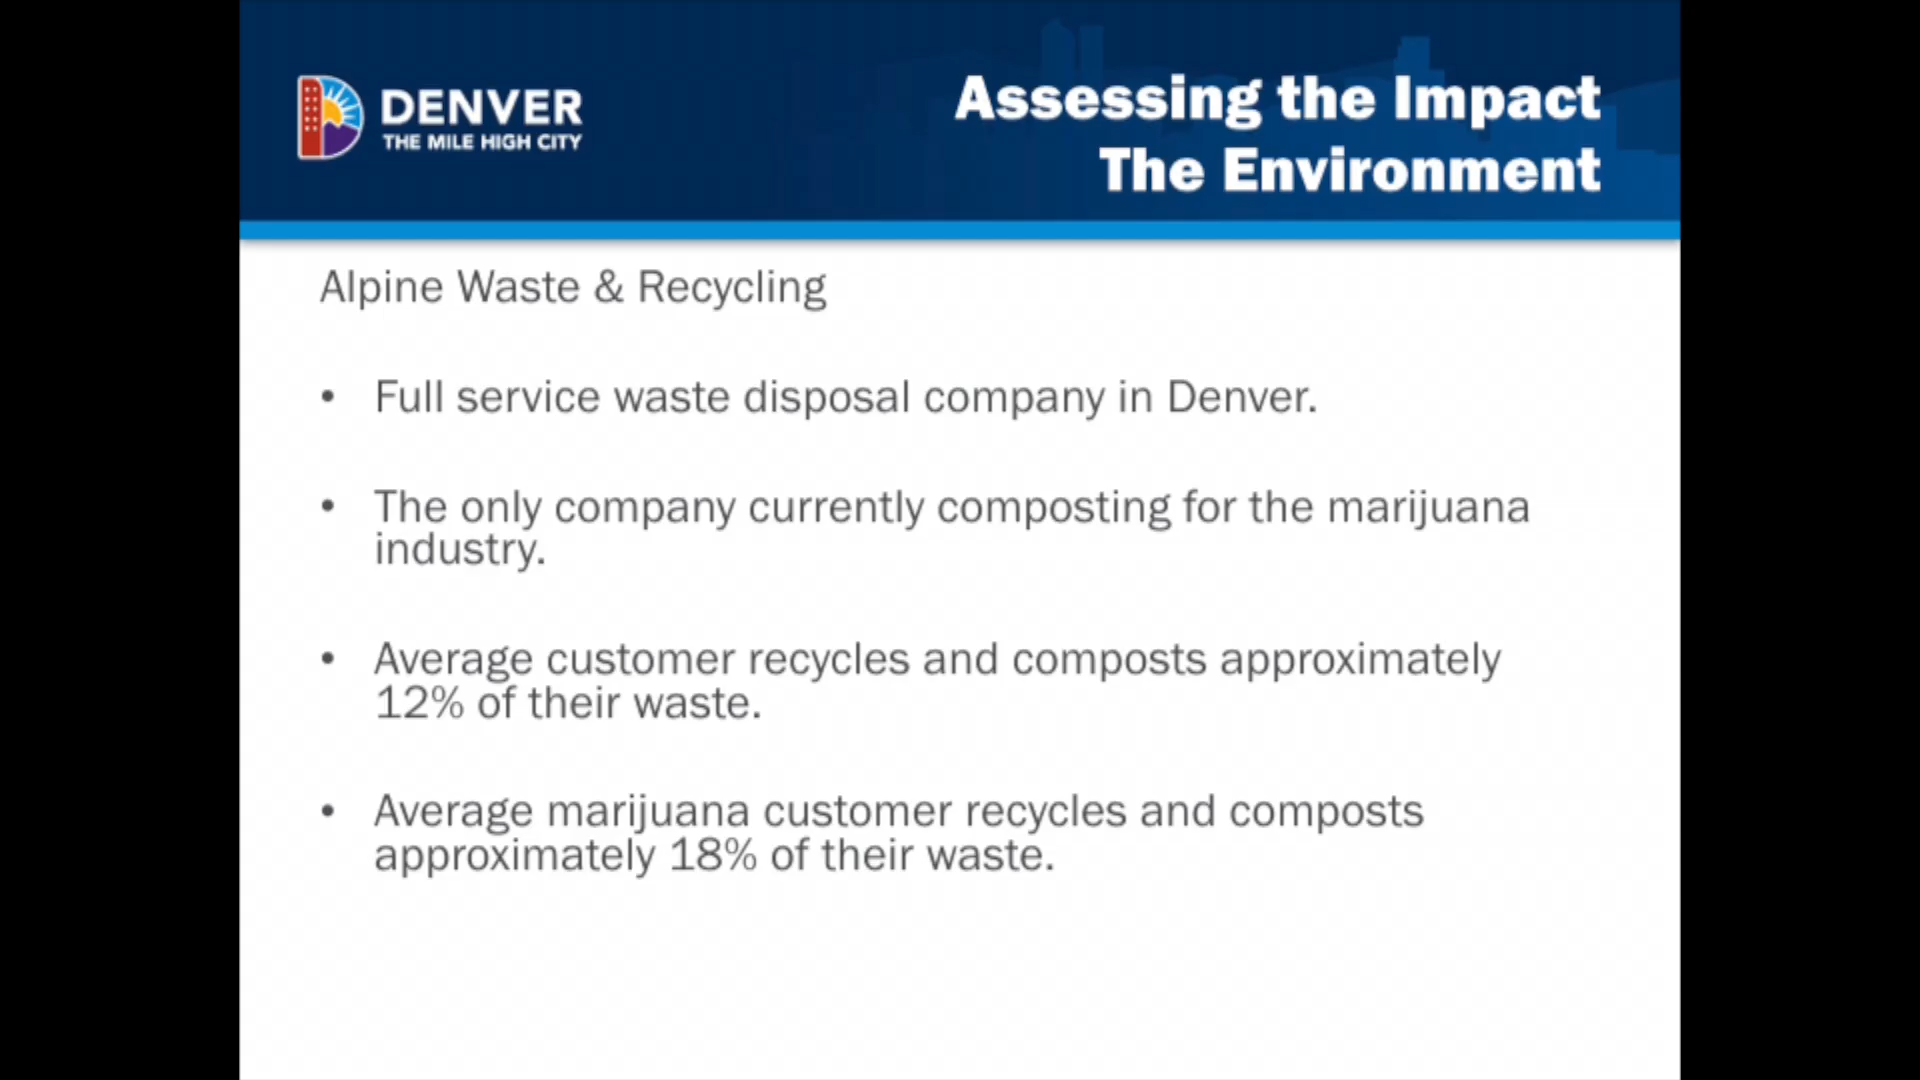 DENVER
THE MILE HIGH CITY
Assessing the Impact
The Environment
Alpine Waste & Recycling
• Full service waste disposal company in Denver.
• The only company currently composting for the marijuana
industry.
• Average customer recycles and composts approximately
12% of their waste.
• Average marijuana customer recycles and composts
approximately 18% of their waste.